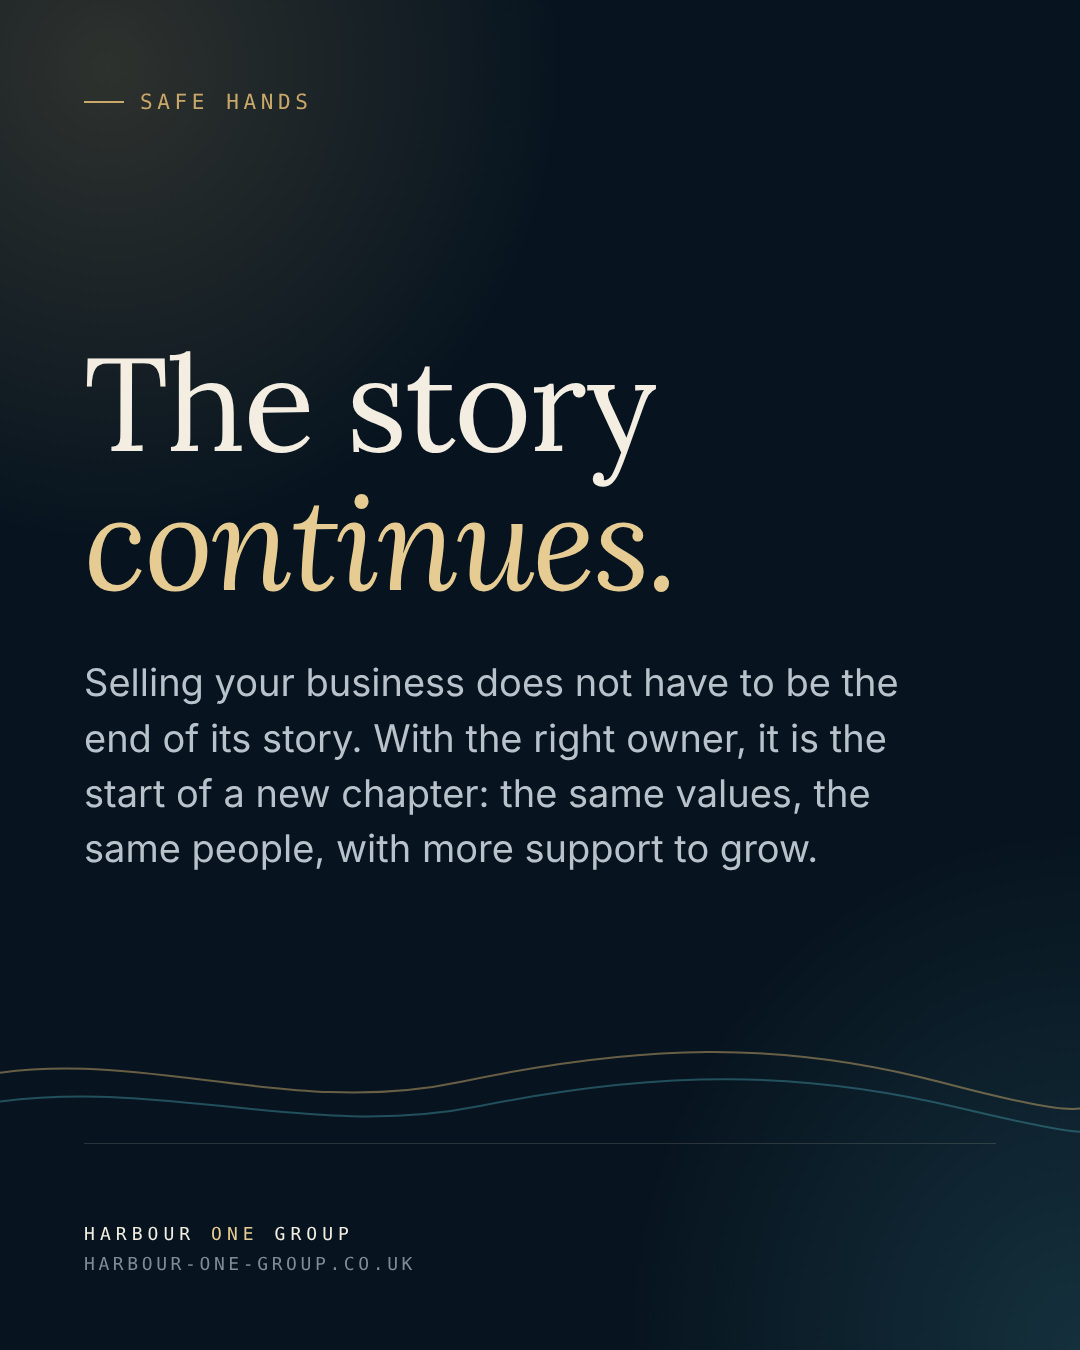 SAFE HANDS
The story
continues.
Selling your business does not have to be the
end of its story. With the right owner, it is the
start of a new chapter: the same values, the
same people, with more support to grow.
HARBOUR ONE GROUP
HARBOUR-ONE-GROUP.CO.UK